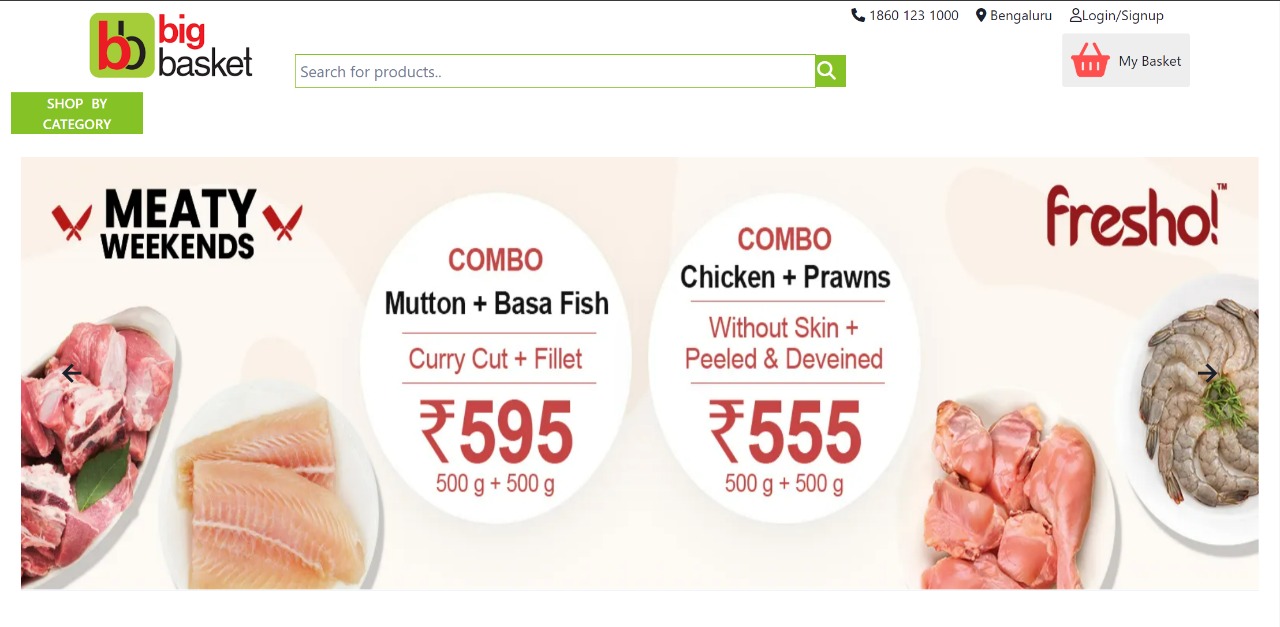 1860 123 1000 Bengaluru Login/Signup
bb big
basket
Search for products..
My Basket
SHOP BY
CATEGORY
MEATY
WEEKENDS
COMBO
Mutton + Basa Fish
Curry Cut + Fillet
₹595
500 g + 500 g
COMBO
Chicken + Prawns
Without Skin +
Peeled & Deveined
₹555
500 g + 500 g
fresho!™